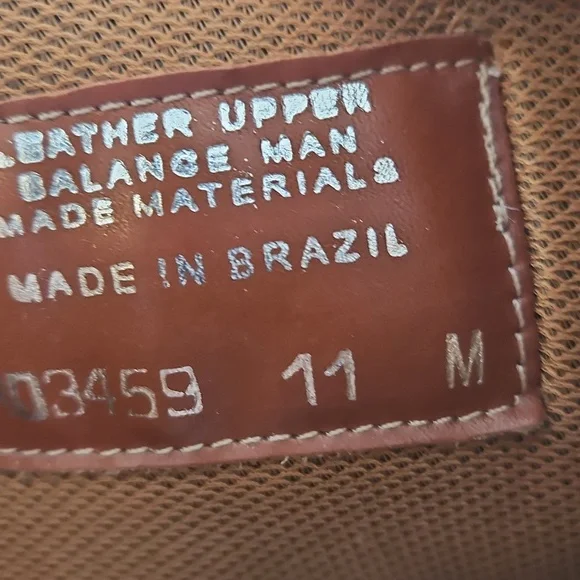 LEATHER UPPER
BALANCE MAN
MADE MATERIALS
MADE IN BRAZIL
03459 11 M